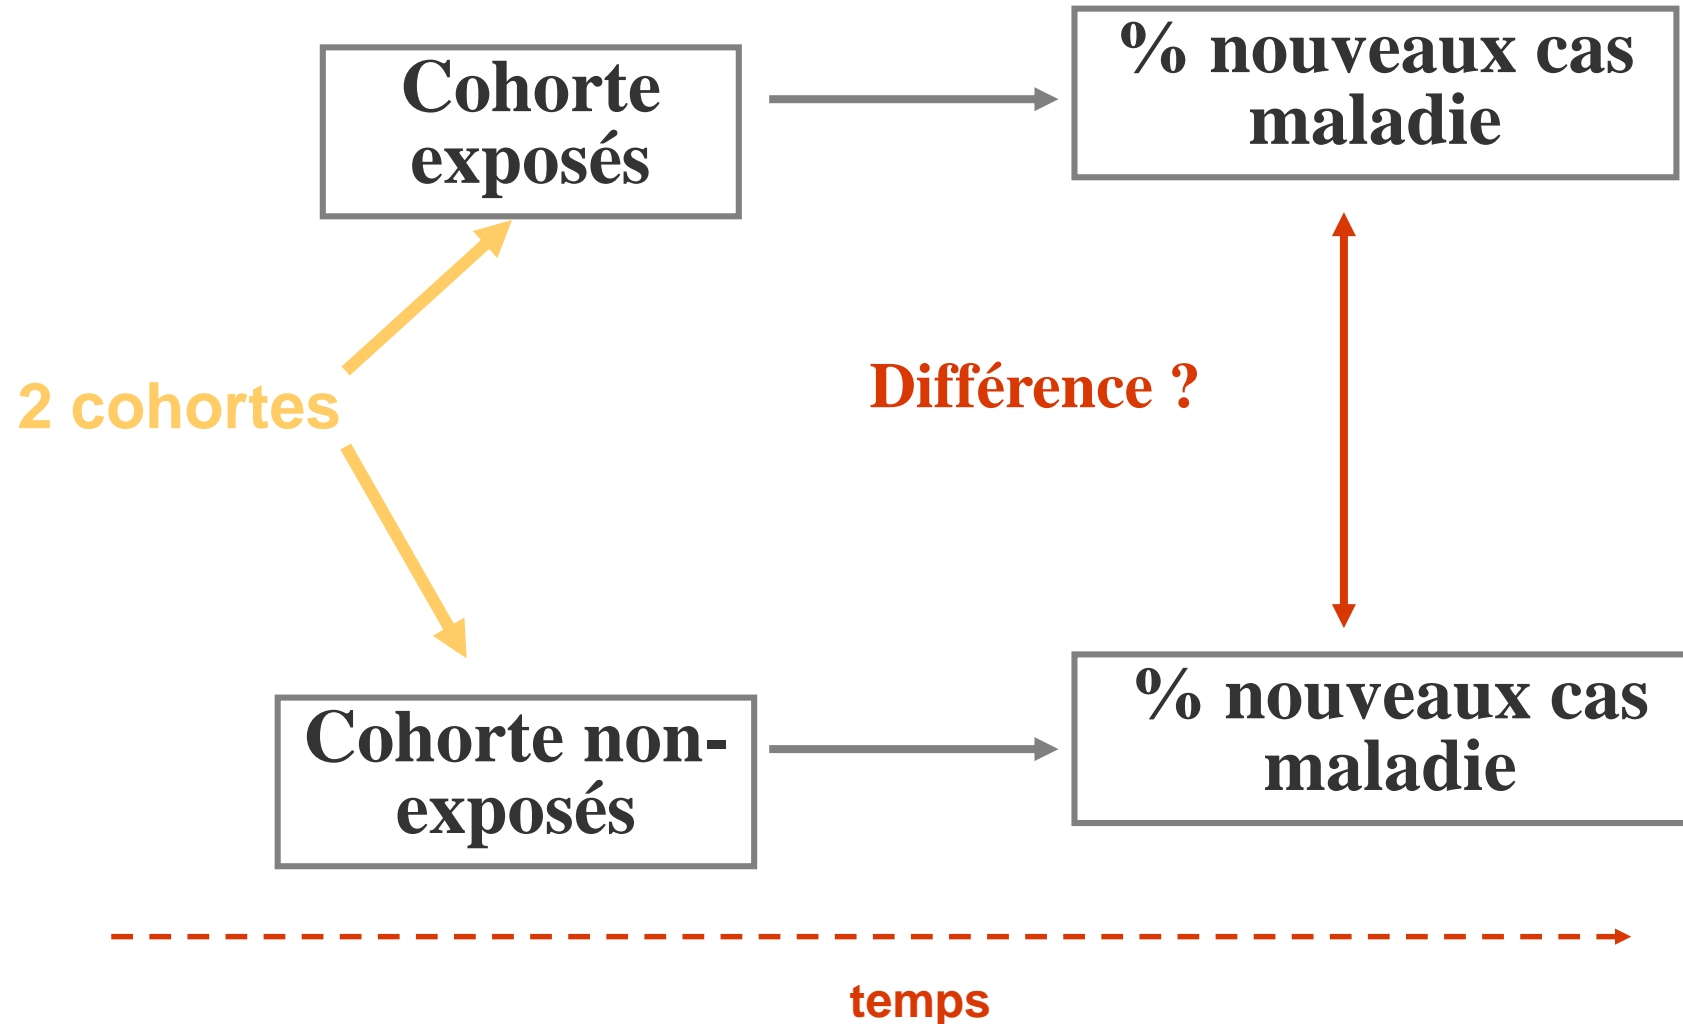 Cohorte
exposés
% nouveaux cas
maladie
2 cohortes
Différence ?
Cohorte non-
exposés
% nouveaux cas
maladie
temps